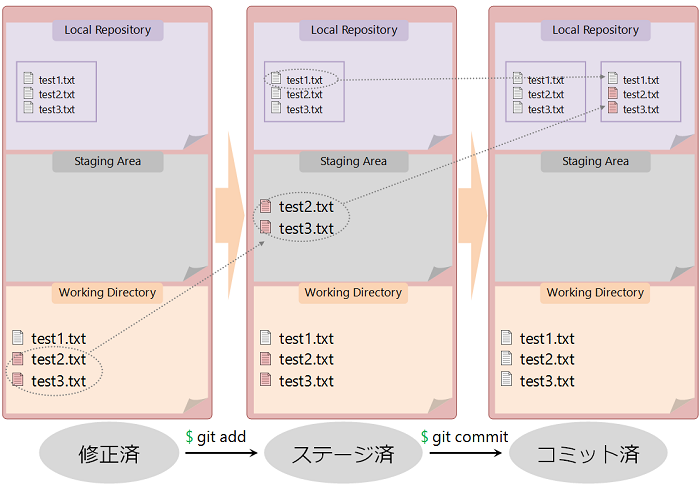 Local Repository
test1.txt
test2.txt
test3.txt
Staging Area
Working Directory
test1.txt
test2.txt
test3.txt
Local Repository
test1.txt
test2.txt
test3.txt
Staging Area
test2.txt
test3.txt
Working Directory
test1.txt
test2.txt
test3.txt
Local Repository
test1.txt
test2.txt
test3.txt
test1.txt
test2.txt
test3.txt
Staging Area
Working Directory
test1.txt
test2.txt
test3.txt
修正済
$ git add
ステージ済
$ git commit
コミット済